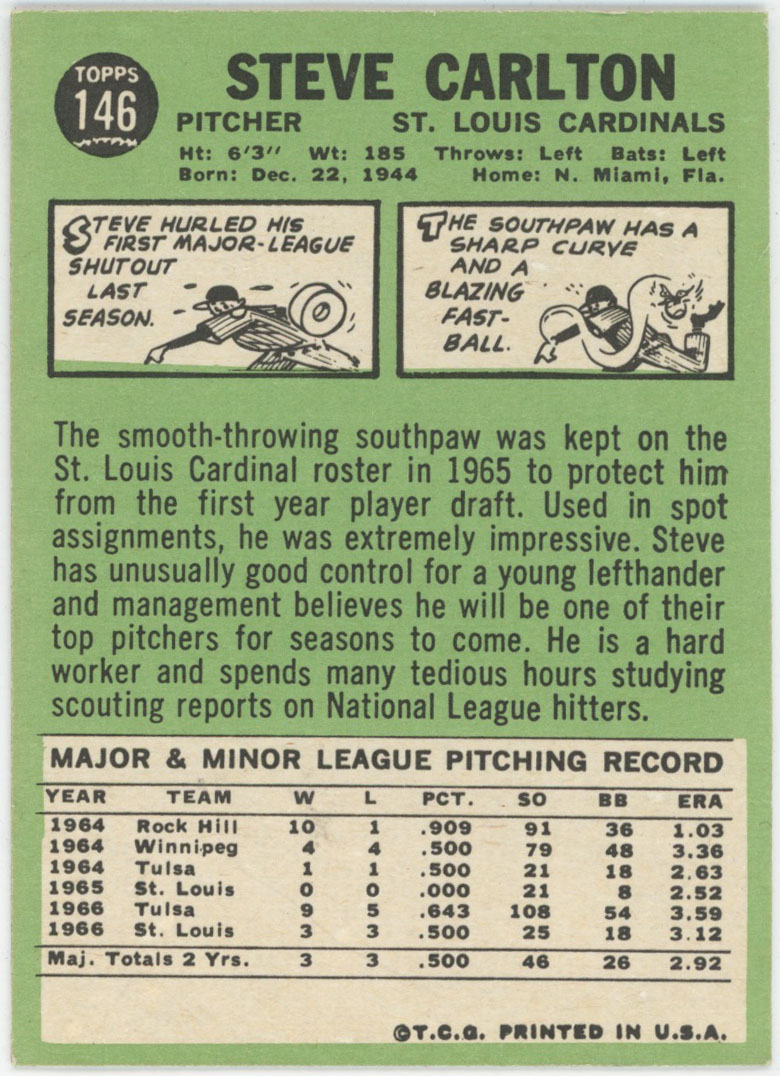 TOPPS
146
STEVE CARLTON
PITCHER ST. LOUIS CARDINALS
Ht: 6'3" Wt: 185 Throws: Left Bats: Left
Born: Dec. 22, 1944 Home: N. Miami, Fla.
STEVE HURLED HIS
FIRST MAJOR-LEAGUE
SHUTOUT
LAST
SEASON.
THE SOUTHPAW HAS A
SHARP CURVE
AND A
BLAZING
FAST-
BALL.
The smooth-throwing southpaw was kept on the
St. Louis Cardinal roster in 1965 to protect him
from the first year player draft. Used in spot
assignments, he was extremely impressive. Steve
has unusually good control for a young lefthander
and management believes he will be one of their
top pitchers for seasons to come. He is a hard
worker and spends many tedious hours studying
scouting reports on National League hitters.
MAJOR & MINOR LEAGUE PITCHING RECORD
YEAR TEAM W L PCT. SO BB ERA
1964 Rock Hill 10 1 .909 91 36 1.03
1964 Winnipeg 4 4 .500 79 48 3.36
1964 Tulsa 1 1 .500 21 18 2.63
1965 St. Louis 0 0 .000 21 8 2.52
1966 Tulsa 9 5 .643 108 54 3.59
1966 St. Louis 3 3 .500 25 18 3.12
Maj. Totals 2 Yrs. 3 3 .500 46 26 2.92
©T.C.G. PRINTED IN U.S.A.